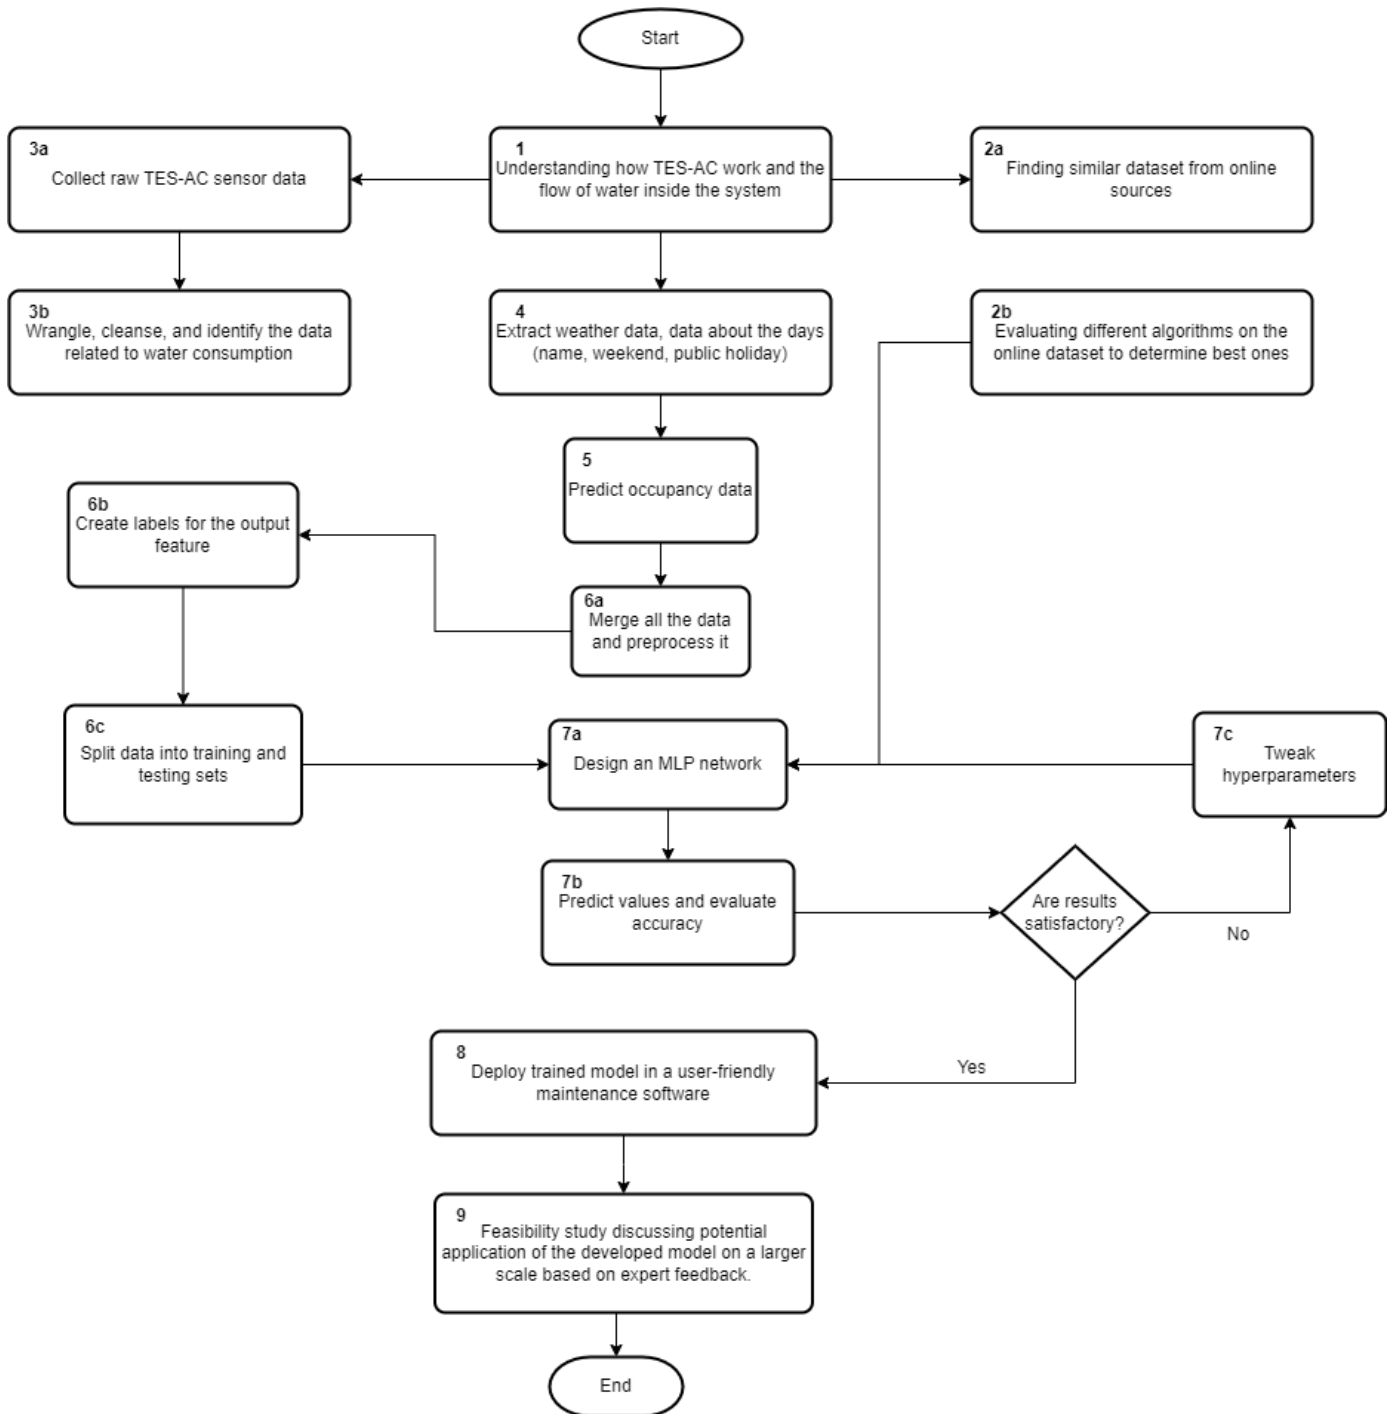 Start
3a
Collect raw TES-AC sensor data
1
Understanding how TES-AC work and the
flow of water inside the system
2a
Finding similar dataset from online
sources
3b
Wrangle, cleanse, and identify the data
related to water consumption
4
Extract weather data, data about the days
(name, weekend, public holiday)
2b
Evaluating different algorithms on the
online dataset to determine best ones
5
Predict occupancy data
6b
Create labels for the output
feature
6a
Merge all the data
and preprocess it
6c
Split data into training and
testing sets
7a
Design an MLP network
7c
Tweak
hyperparameters
7b
Predict values and evaluate
accuracy
Are results
satisfactory?
No
Yes
8
Deploy trained model in a user-friendly
maintenance software
9
Feasibility study discussing potential
application of the developed model on a larger
scale based on expert feedback.
End